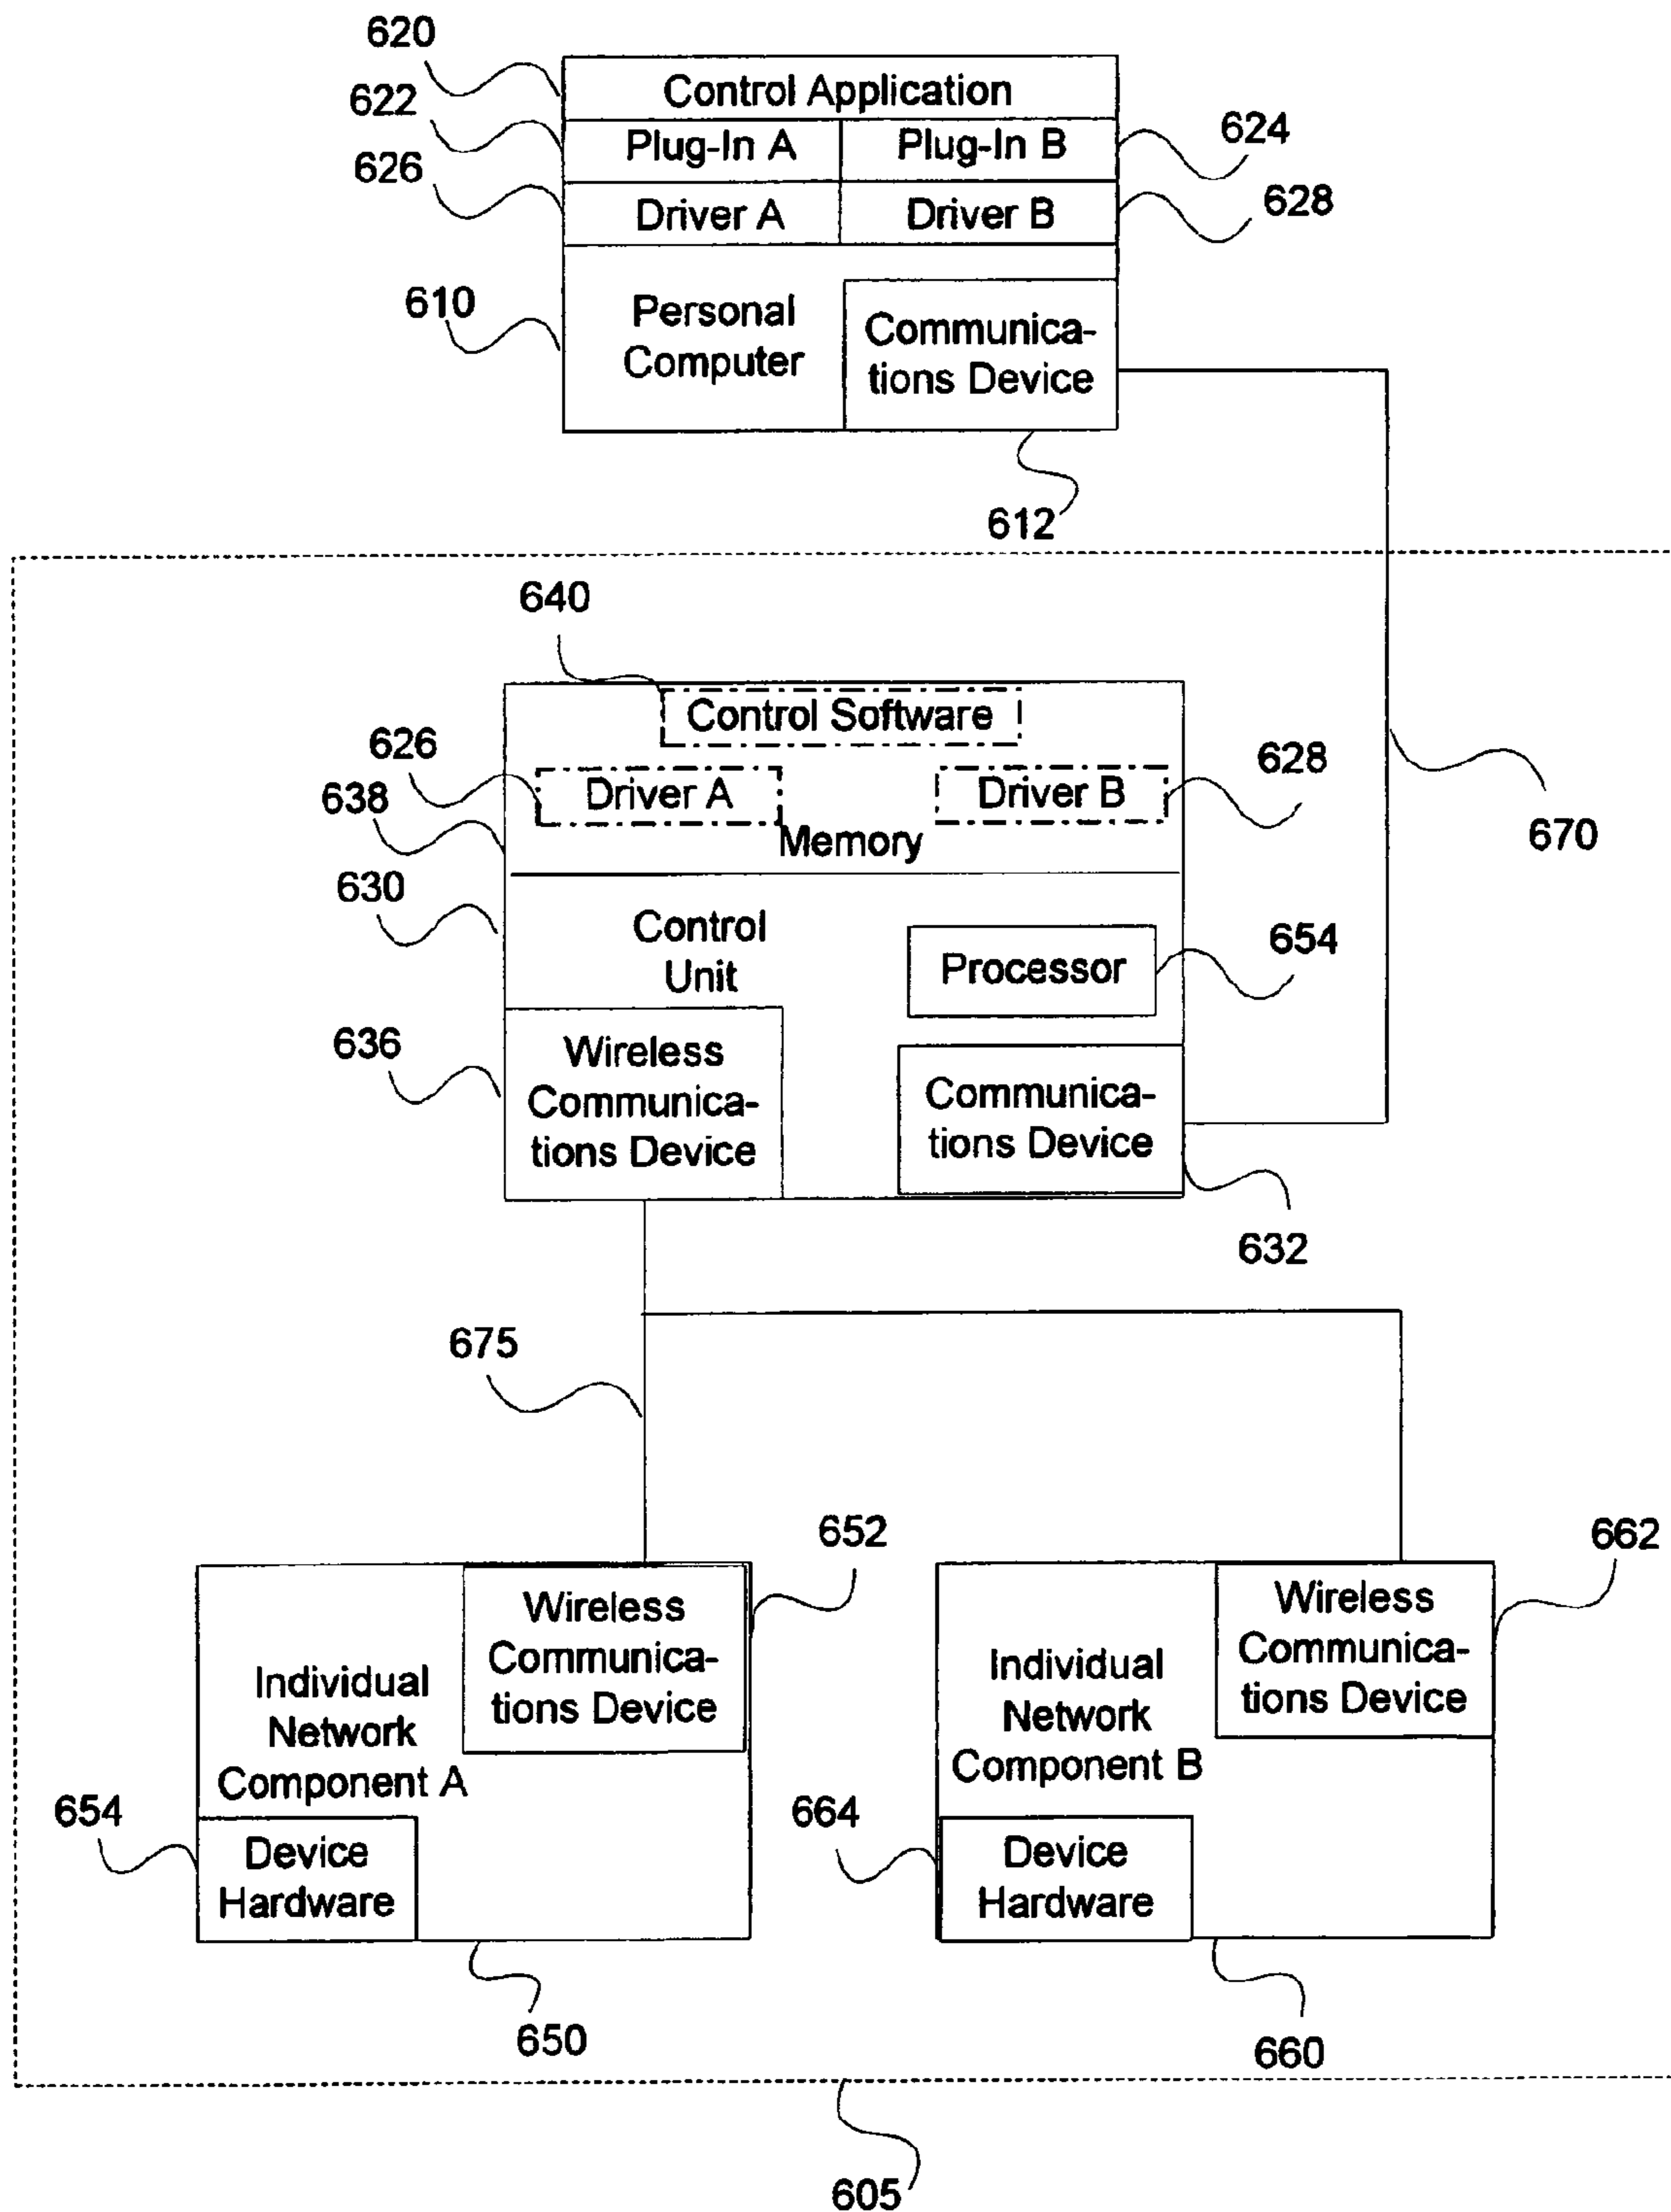 620
Control Application
622
Plug-In A
Plug-In B
624
626
Driver A
Driver B
628
610
Personal
Computer
Communica-
tions Device
612
640
Control Software
626
Driver A
Driver B
628
638
Memory
670
630
Control
Unit
Processor
654
636
Wireless
Communica-
tions Device
Communica-
tions Device
632
675
652
662
Wireless
Communica-
tions Device
Individual
Network
Component A
Wireless
Communica-
tions Device
Individual
Network
Component B
654
Device
Hardware
664
Device
Hardware
650
660
605